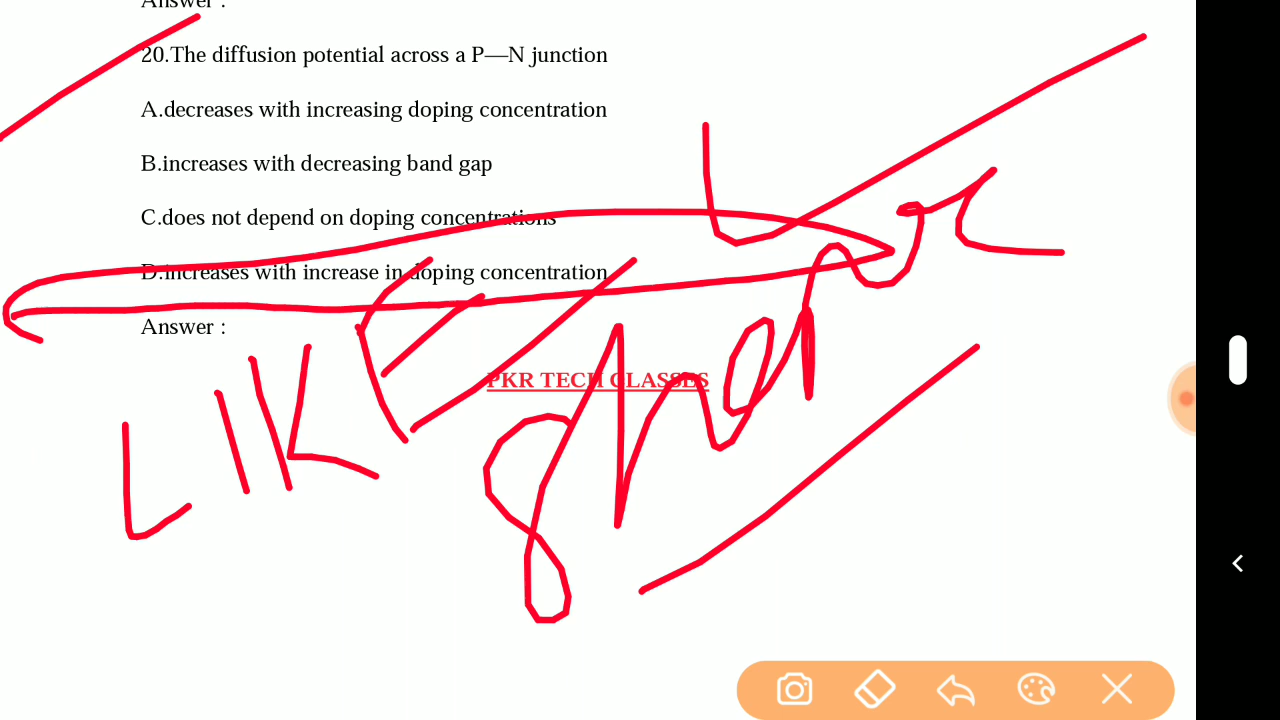 Answer :
20.The diffusion potential across a P—N junction
A.decreases with increasing doping concentration
B.increases with decreasing band gap
C.does not depend on doping concentrations
D.increases with increase in doping concentration
Answer :
PKR TECH CLASSES
LIKE